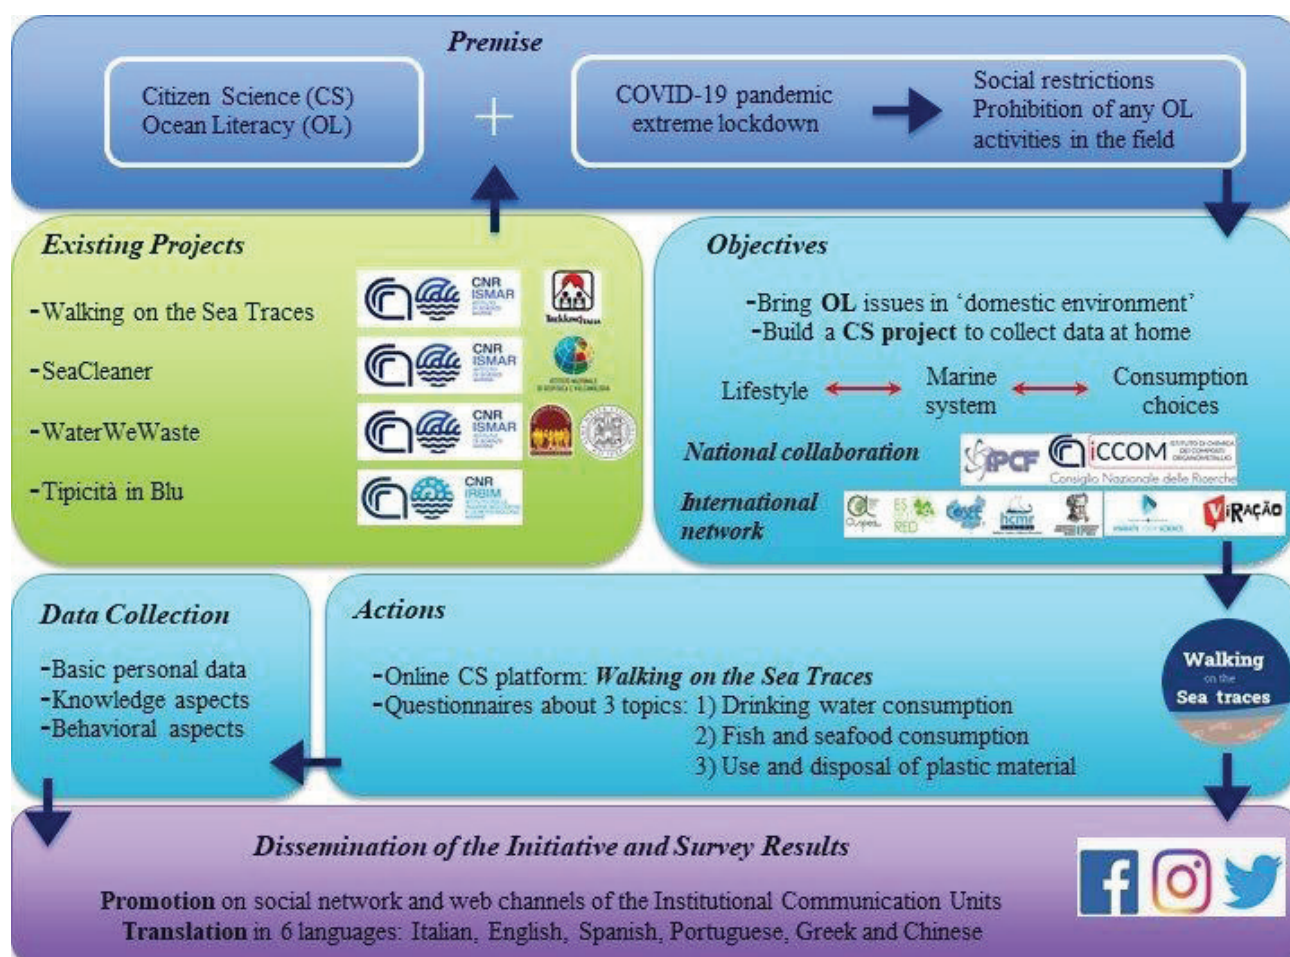 Premise
Citizen Science (CS)
Ocean Literacy (OL)
+
COVID-19 pandemic
extreme lockdown
Social restrictions
Prohibition of any OL
activities in the field
Existing Projects
-Walking on the Sea Traces
CNR
ISMAR
-SeaCleaner
CNR
ISMAR
-WaterWeWaste
CNR
ISMAR
-Tipicità in Blu
CNR
IRBIM
Objectives
-Bring OL issues in ‘domestic environment’
-Build a CS project to collect data at home
Lifestyle
Marine
system
Consumption
choices
National collaboration
IPCF
iCCOM
ISTITUTO DI CHIMICA
DEI COMPOSTI
ORGANOMETALLICI
Consiglio Nazionale delle Ricerche
International
network
RED
hcmr
ViRAÇÃO
Data Collection
-Basic personal data
-Knowledge aspects
-Behavioral aspects
Actions
-Online CS platform: Walking on the Sea Traces
-Questionnaires about 3 topics: 1) Drinking water consumption
2) Fish and seafood consumption
3) Use and disposal of plastic material
Walking
on the
Sea traces
Dissemination of the Initiative and Survey Results
Promotion on social network and web channels of the Institutional Communication Units
Translation in 6 languages: Italian, English, Spanish, Portuguese, Greek and Chinese